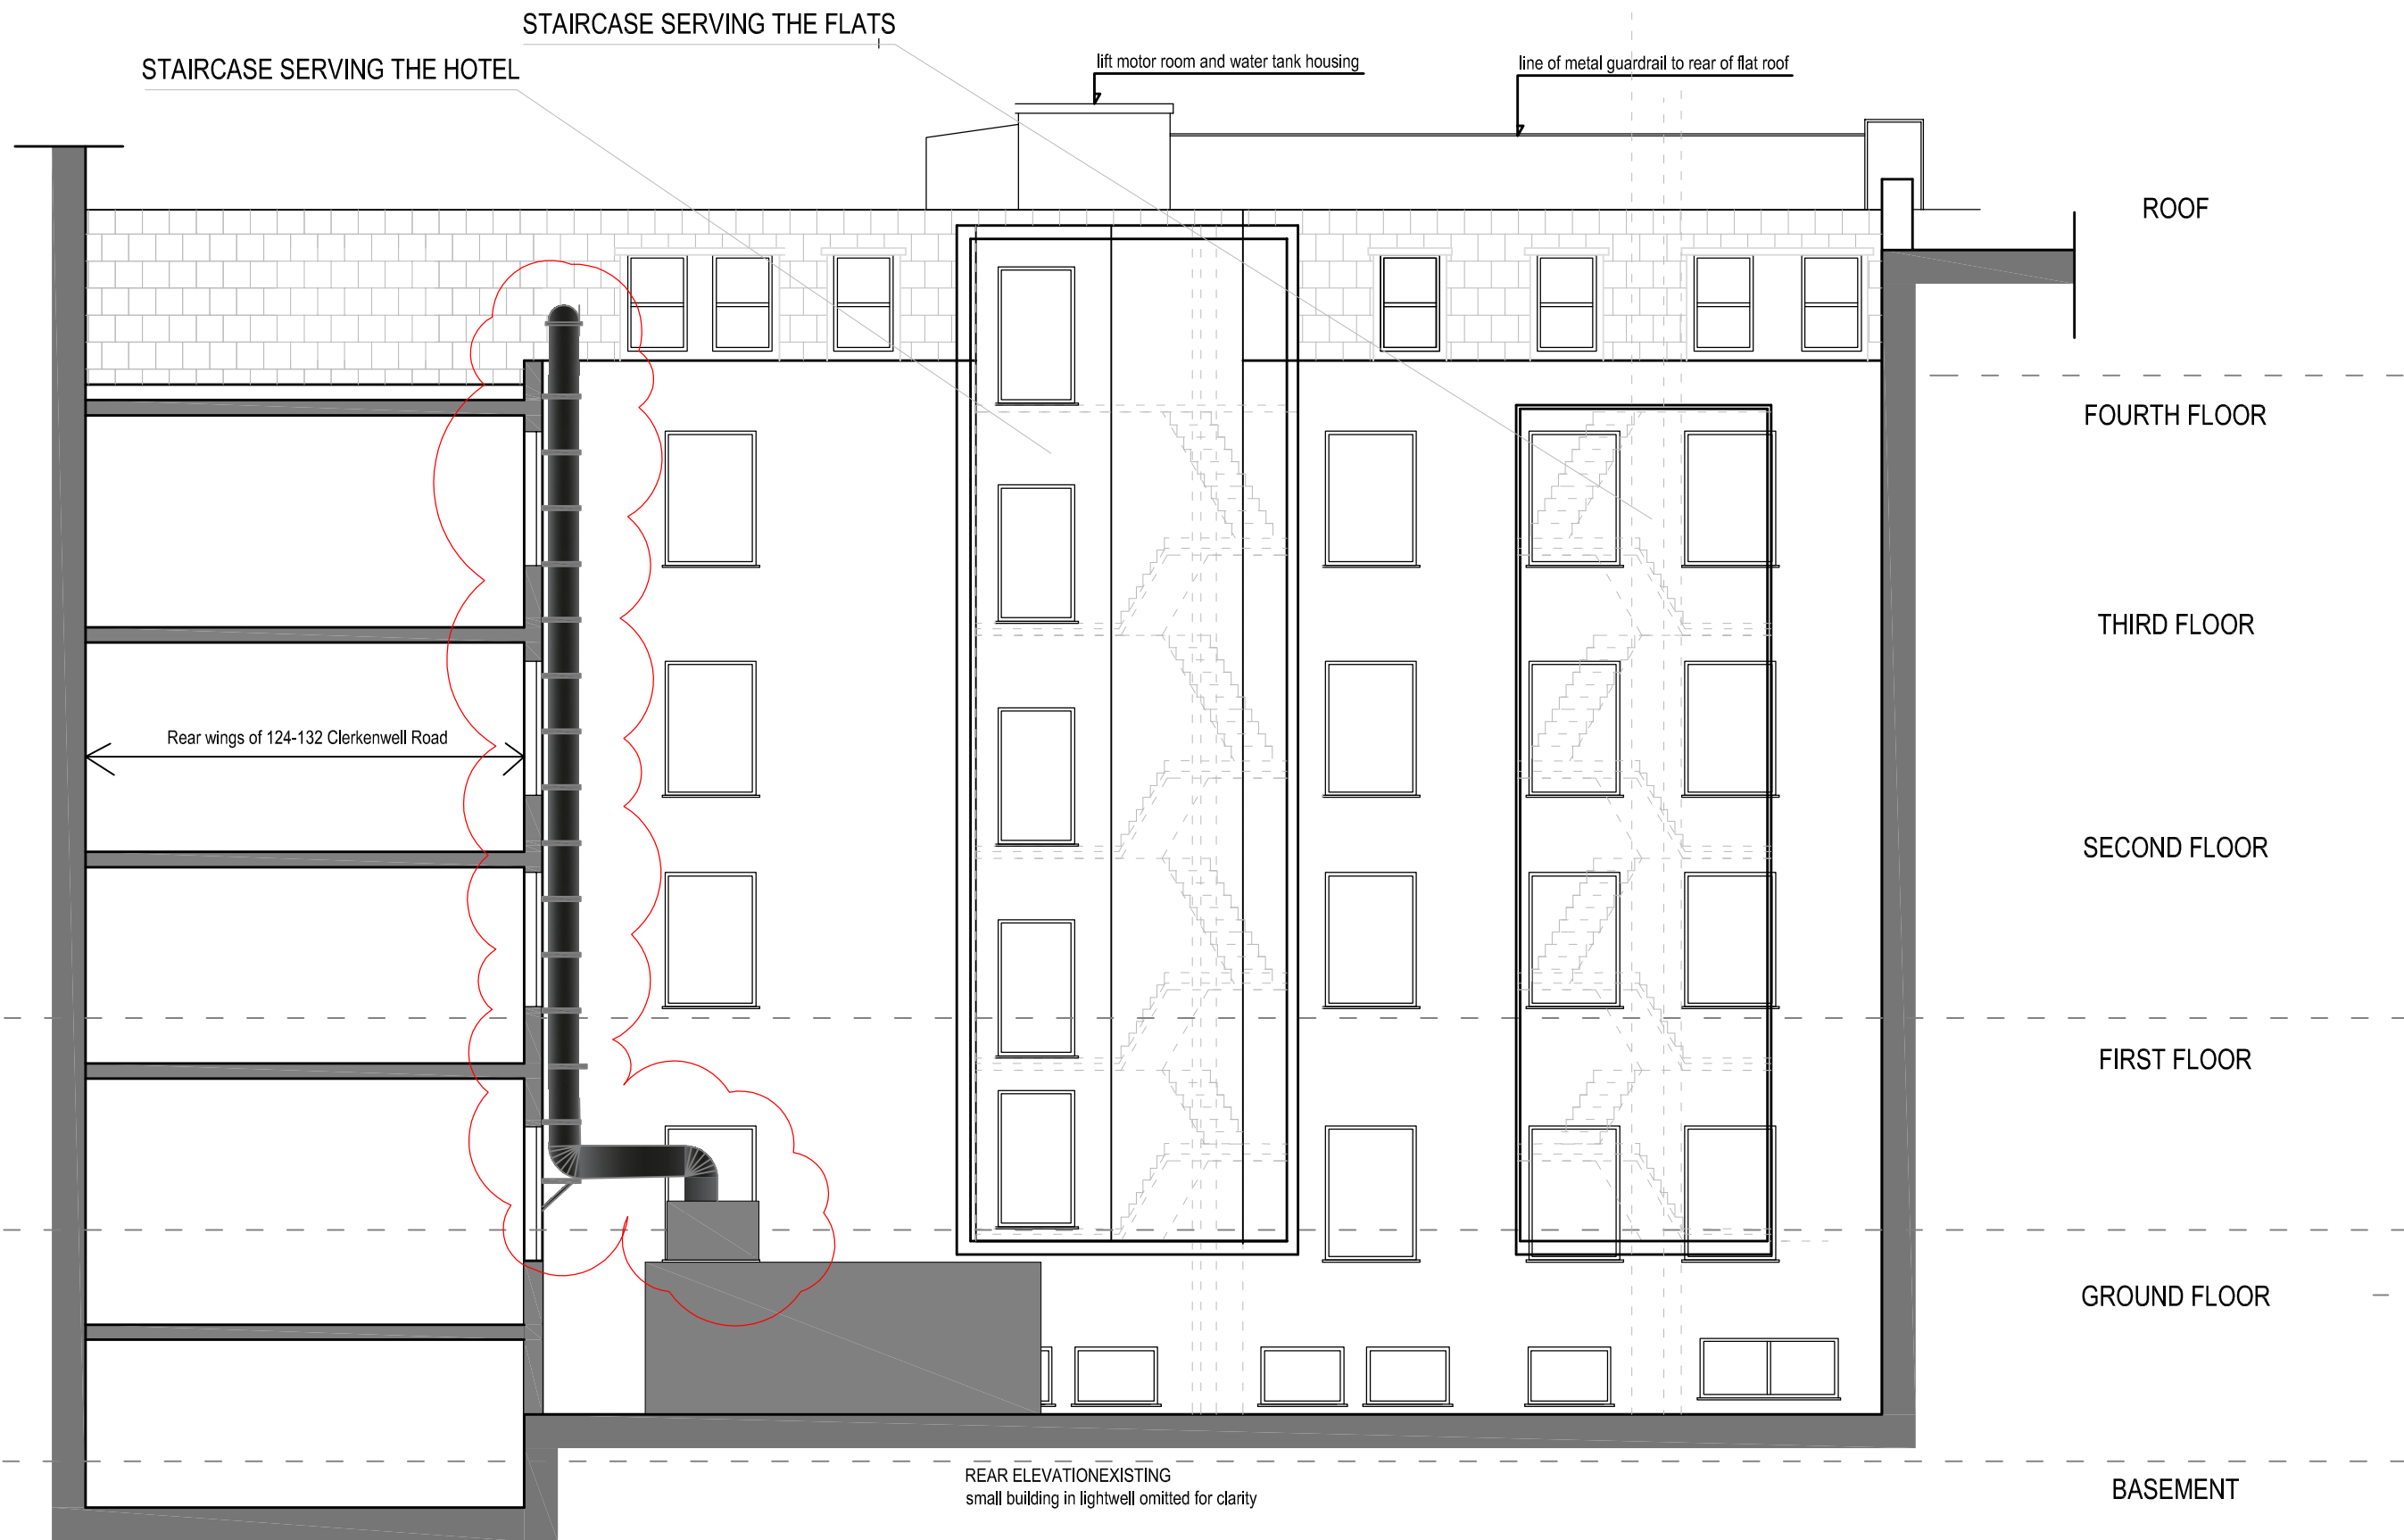 STAIRCASE SERVING THE FLATS
STAIRCASE SERVING THE HOTEL
lift motor room and water tank housing
line of metal guardrail to rear of flat roof
ROOF
FOURTH FLOOR
THIRD FLOOR
Rear wings of 124-132 Clerkenwell Road
SECOND FLOOR
FIRST FLOOR
GROUND FLOOR
REAR ELEVATIONEXISTING
small building in lightwell omitted for clarity
BASEMENT